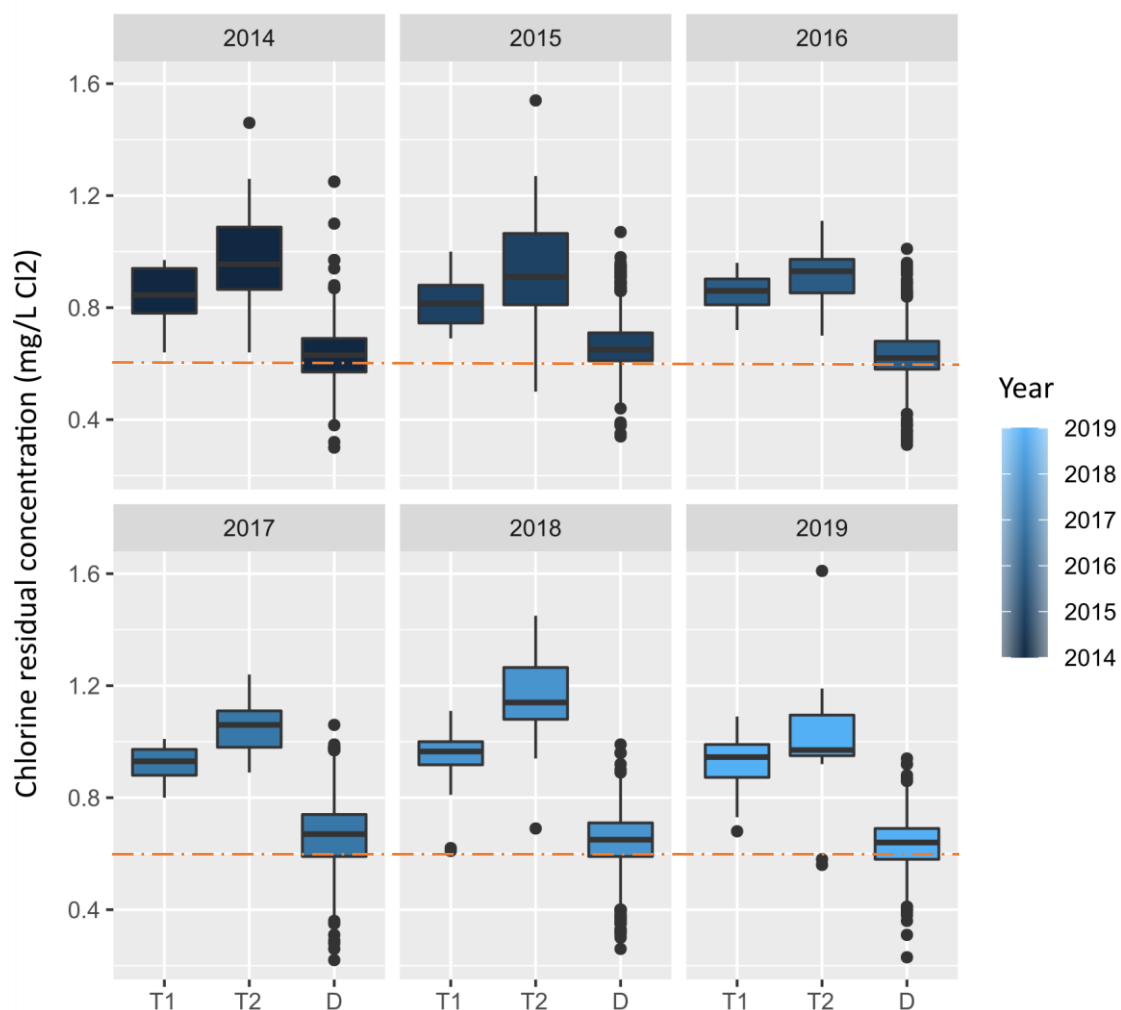 2014 2015 2016
1.6
1.2
0.8
0.4
Chlorine residual concentration (mg/L Cl2)
2017 2018 2019
1.6
1.2
0.8
0.4
T1 T2 D T1 T2 D T1 T2 D
Year
2019
2018
2017
2016
2015
2014